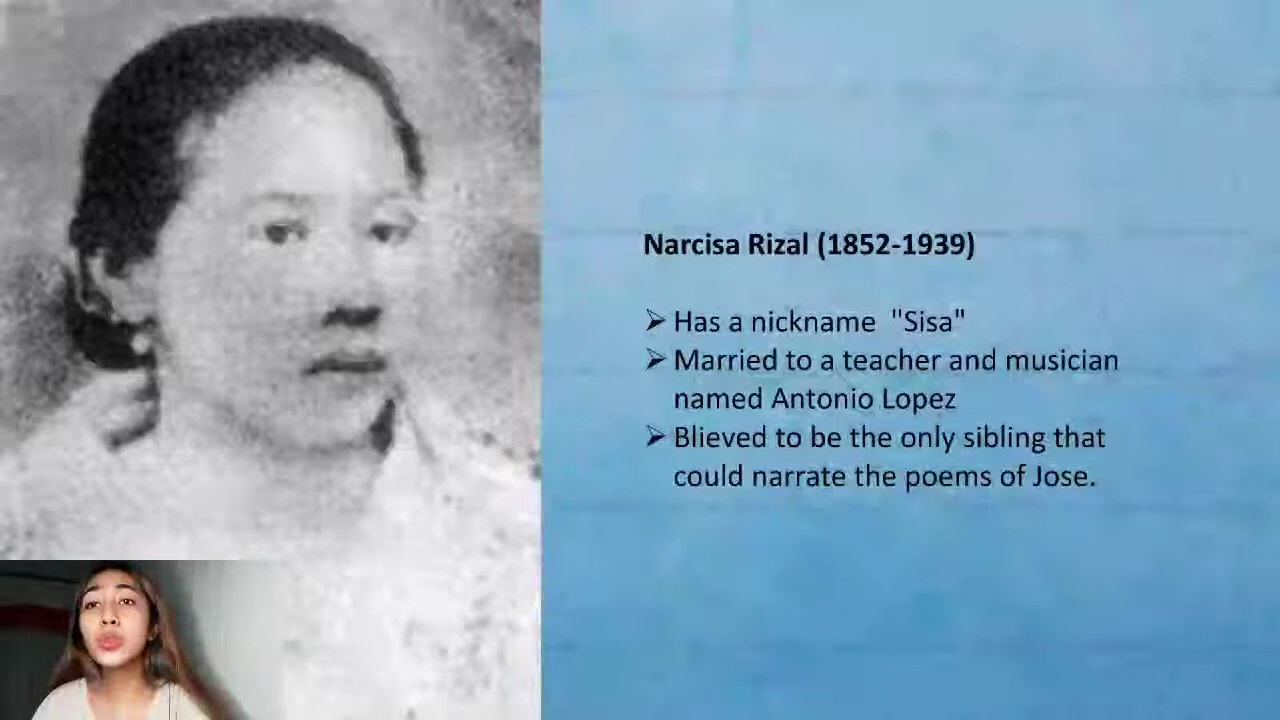 Narcisa Rizal (1852-1939)
➢ Has a nickname  "Sisa"
➢ Married to a teacher and musician
named Antonio Lopez
➢ Blieved to be the only sibling that
could narrate the poems of Jose.